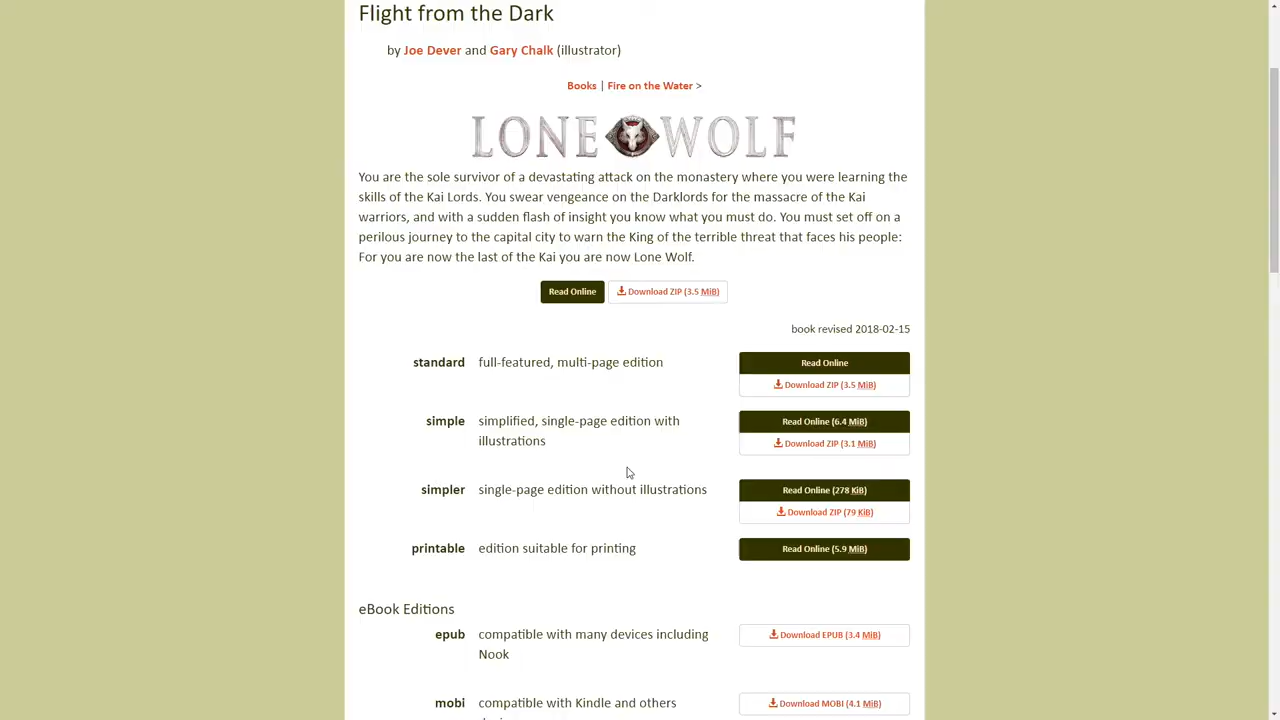 Flight from the Dark
by Joe Dever and Gary Chalk (illustrator)
Books | Fire on the Water >
LONE WOLF
You are the sole survivor of a devastating attack on the monastery where you were learning the
skills of the Kai Lords. You swear vengeance on the Darklords for the massacre of the Kai
warriors, and with a sudden flash of insight you know what you must do. You must set off on a
perilous journey to the capital city to warn the King of the terrible threat that faces his people:
For you are now the last of the Kai you are now Lone Wolf.
Read Online Download ZIP (3.5 MiB)
book revised 2018-02-15
standard full-featured, multi-page edition Read Online
Download ZIP (3.5 MiB)
simple simplified, single-page edition with Read Online (6.4 MiB)
illustrations Download ZIP (3.1 MiB)
simpler single-page edition without illustrations Read Online (278 KiB)
Download ZIP (79 KiB)
printable edition suitable for printing Read Online (5.9 MiB)
eBook Editions
epub compatible with many devices including Download EPUB (3.4 MiB)
Nook
mobi compatible with Kindle and others Download MOBI (4.1 MiB)